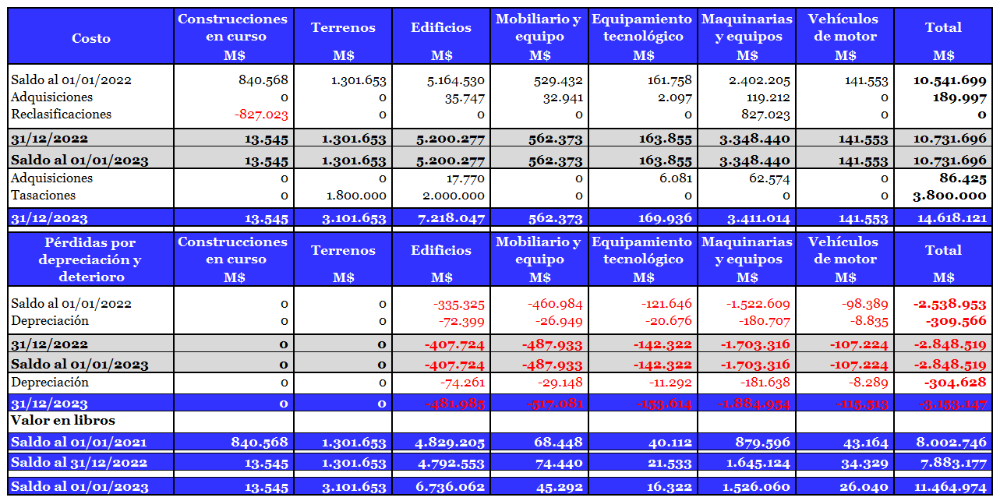 Costo Construcciones en curso M$ Terrenos M$ Edificios M$ Mobiliario y equipo M$ Equipamiento tecnológico M$ Maquinarias y equipos M$ Vehículos de motor M$ Total M$
Saldo al 01/01/2022 840.568 1.301.653 5.164.530 529.432 161.758 2.402.205 141.553 10.541.699
Adquisiciones 0 0 35.747 32.941 2.097 119.212 0 189.997
Reclasificaciones -827.023 0 0 0 0 827.023 0 0
31/12/2022 13.545 1.301.653 5.200.277 562.373 163.855 3.348.440 141.553 10.731.696
Saldo al 01/01/2023 13.545 1.301.653 5.200.277 562.373 163.855 3.348.440 141.553 10.731.696
Adquisiciones 0 0 17.770 0 6.081 62.574 0 86.425
Tasaciones 0 1.800.000 2.000.000 0 0 0 0 3.800.000
31/12/2023 13.545 3.101.653 7.218.047 562.373 169.936 3.411.014 141.553 14.618.121
Pérdidas por depreciación y deterioro Construcciones en curso M$ Terrenos M$ Edificios M$ Mobiliario y equipo M$ Equipamiento tecnológico M$ Maquinarias y equipos M$ Vehículos de motor M$ Total M$
Saldo al 01/01/2022 0 0 -335.325 -460.984 -121.646 -1.522.609 -98.389 -2.538.953
Depreciación 0 0 -72.399 -26.949 -20.676 -180.707 -8.835 -309.566
31/12/2022 0 0 -407.724 -487.933 -142.322 -1.703.316 -107.224 -2.848.519
Saldo al 01/01/2023 0 0 -407.724 -487.933 -142.322 -1.703.316 -107.224 -2.848.519
Depreciación 0 0 -74.261 -29.148 -11.292 -181.638 -8.289 -304.628
31/12/2023 0 0 -481.985 -517.081 -153.614 -1.884.954 -115.513 -3.153.147
Valor en libros
Saldo al 01/01/2021 840.568 1.301.653 4.829.205 68.448 40.112 879.596 43.164 8.002.746
Saldo al 31/12/2022 13.545 1.301.653 4.792.553 74.440 21.533 1.645.124 34.329 7.883.177
Saldo al 01/01/2023 13.545 3.101.653 6.736.062 45.292 16.322 1.526.060 26.040 11.464.974